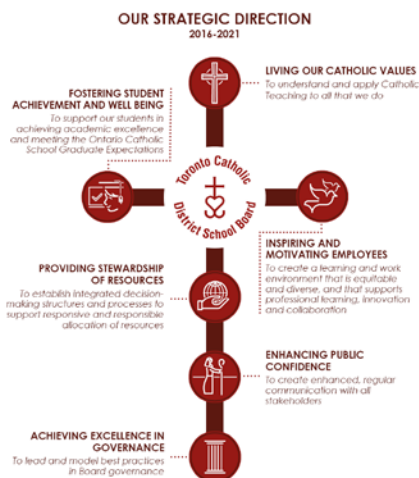 OUR STRATEGIC DIRECTION
2016-2021
LIVING OUR CATHOLIC VALUES
To understand and apply Catholic
Teaching to all that we do
FOSTERING STUDENT
ACHIEVEMENT AND WELL BEING
To support our students in
achieving academic excellence
and meeting the Ontario Catholic
School Graduate Expectations
Toronto Catholic
District School Board
INSPIRING AND
MOTIVATING EMPLOYEES
To create a learning and work
environment that is equitable
and diverse, and that supports
professional learning, innovation
and collaboration
PROVIDING STEWARDSHIP
OF RESOURCES
To establish integrated decision-
making structures and processes to
support responsive and responsible
allocation of resources
ENHANCING PUBLIC
CONFIDENCE
To create enhanced, regular
communication with all
stakeholders
ACHIEVING EXCELLENCE IN
GOVERNANCE
To lead and model best practices
in Board governance